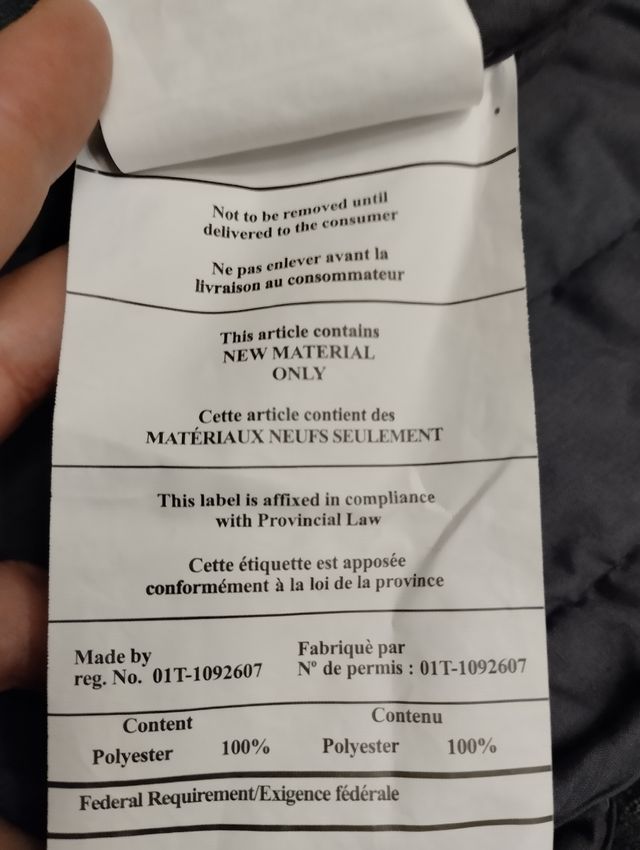 Not to be removed until
delivered to the consumer
Ne pas enlever avant la
livraison au consommateur
This article contains
NEW MATERIAL
ONLY
Cette article contient des
MATÉRIAUX NEUFS SEULEMENT
This label is affixed in compliance
with Provincial Law
Cette étiquette est apposée
conformément à la loi de la province
Made by
reg. No. 01T-1092607
Fabriquè par
N° de permis : 01T-1092607
Content
Polyester 100%
Contenu
Polyester 100%
Federal Requirement/Exigence fédérale